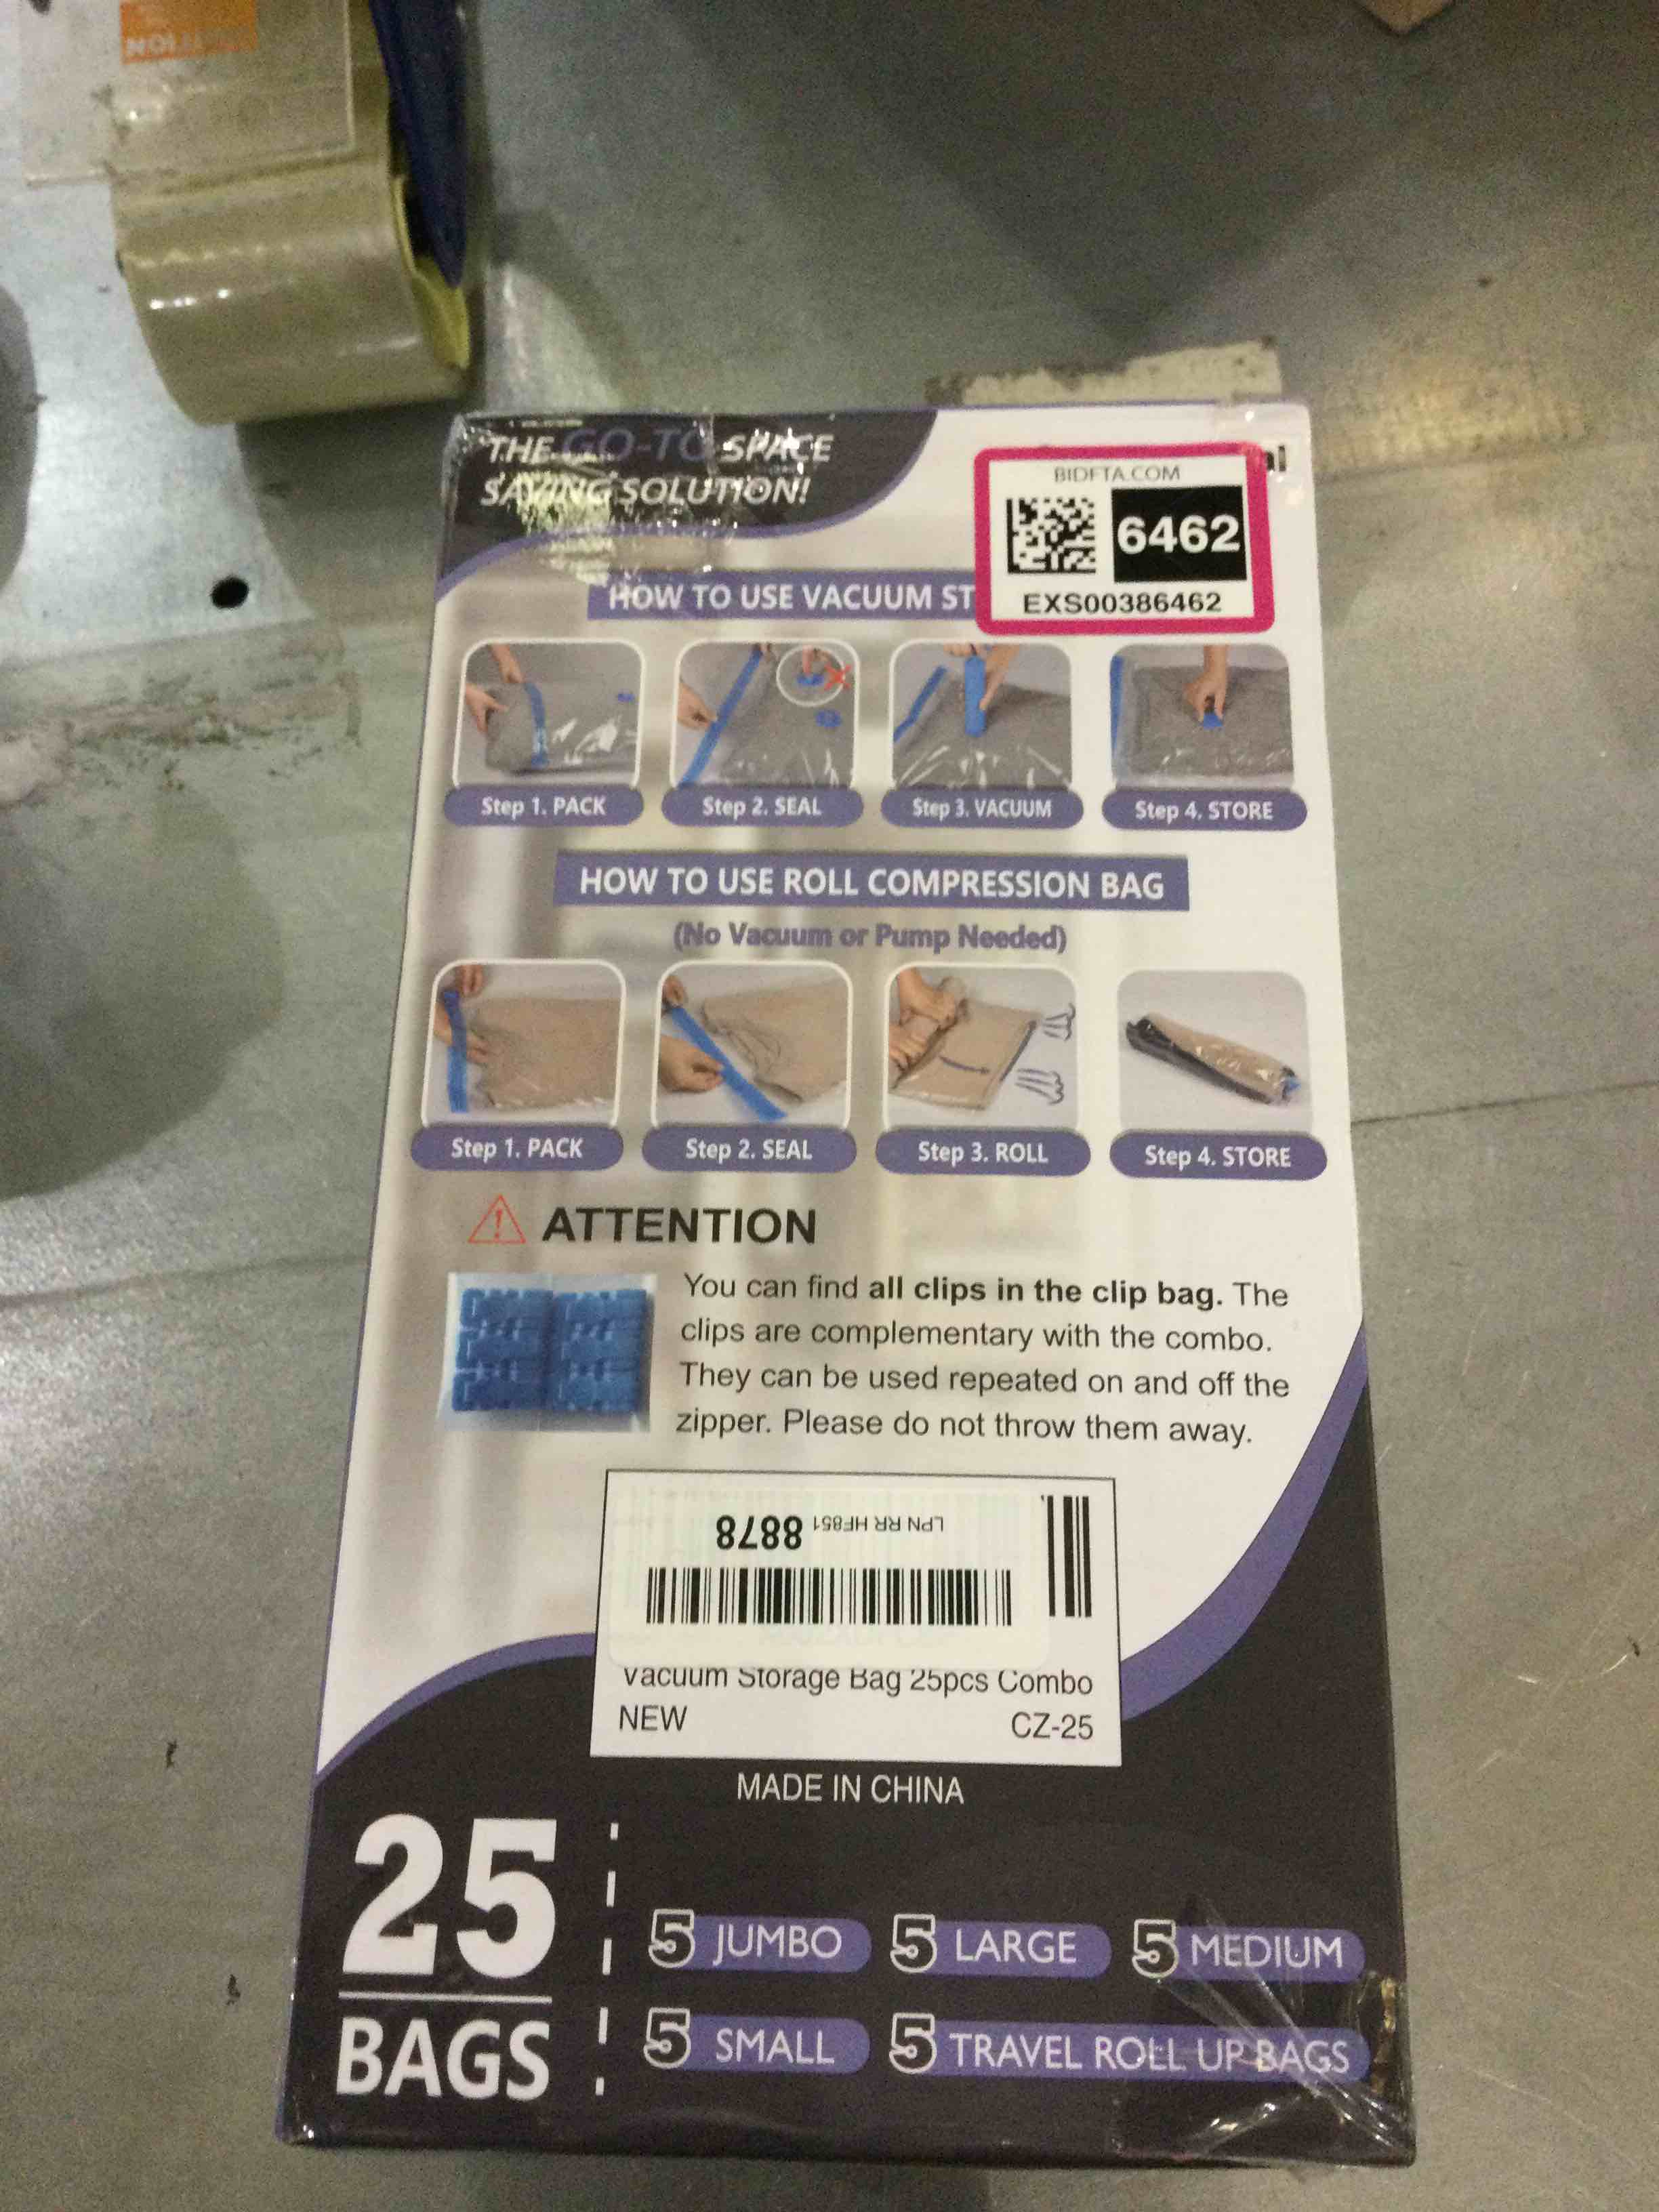 THE GO-TO SPACE
SAVING SOLUTION!
BIDFTA.COM
6462
EXS00386462
HOW TO USE VACUUM ST
Step 1. PACK
Step 2. SEAL
Step 3. VACUUM
Step 4. STORE
HOW TO USE ROLL COMPRESSION BAG
(No Vacuum or Pump Needed)
Step 1. PACK
Step 2. SEAL
Step 3. ROLL
Step 4. STORE
ATTENTION
You can find all clips in the clip bag. The
clips are complementary with the combo.
They can be used repeated on and off the
zipper. Please do not throw them away.
LPN RR HF851 8878
Vacuum Storage Bag 25pcs Combo
NEW
CZ-25
MADE IN CHINA
25
BAGS
5 JUMBO
5 LARGE
5 MEDIUM
5 SMALL
5 TRAVEL ROLL UP BAGS